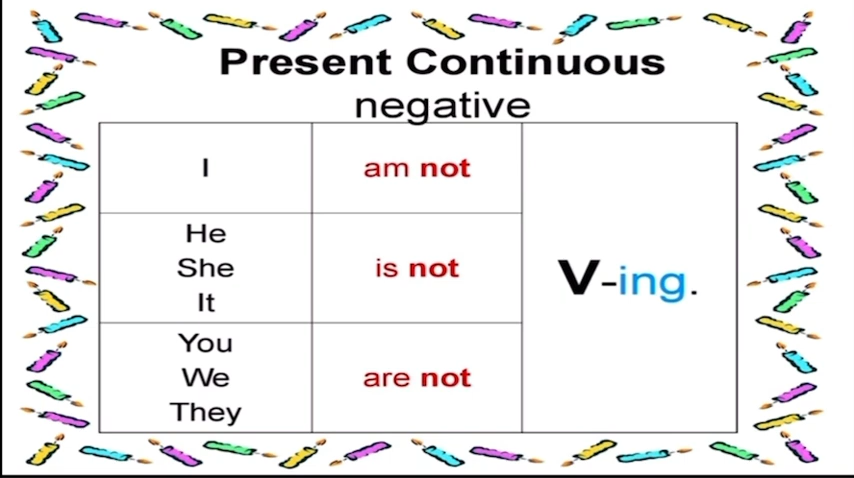 Present Continuous
negative
I
am not
He
She
It
is not
V-ing.
You
We
They
are not